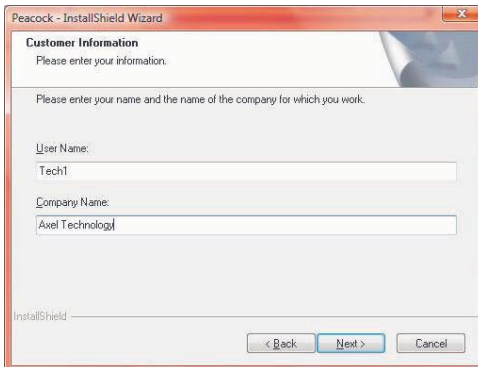 Peacock - InstallShield Wizard
Customer Information
Please enter your information.
Please enter your name and the name of the company for which you work.
User Name:
Tech1
Company Name:
Axel Technology
InstallShield
< Back
Next >
Cancel